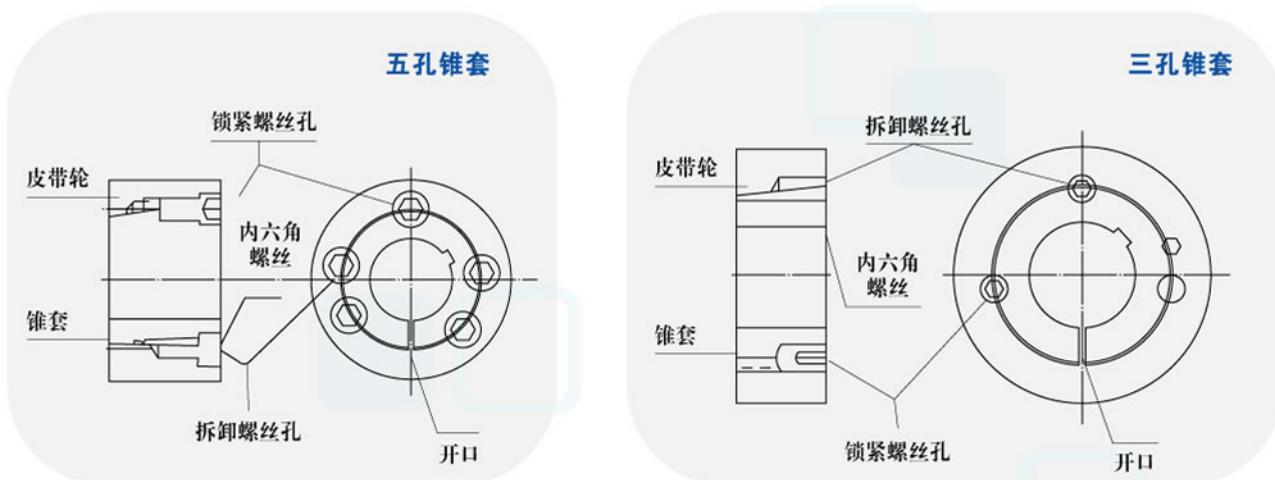 五孔锥套
锁紧螺丝孔
皮带轮
内六角
螺丝
锥套
拆卸螺丝孔
开口
三孔锥套
拆卸螺丝孔
皮带轮
内六角
螺丝
锥套
锁紧螺丝孔
开口